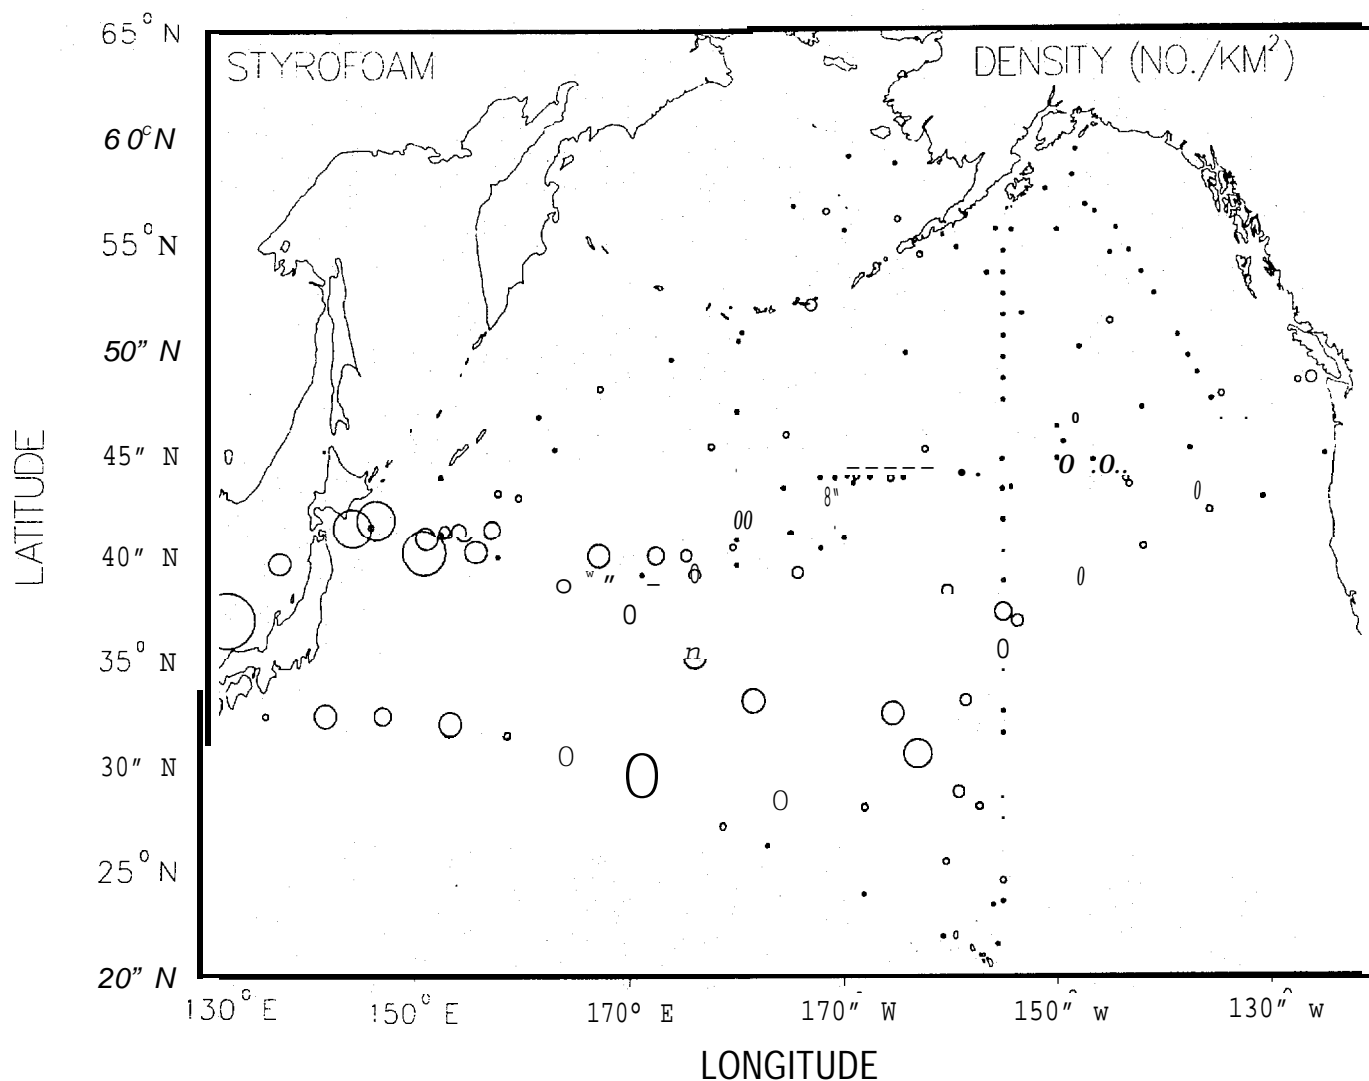 STYROFOAM
DENSITY (NO./KM²)
65° N
60°N
55° N
50" N
45" N
40° N
35° N
30" N
25° N
20" N
LATITUDE
130° E
150° E
170° E
170" W
150" w
130" w
LONGITUDE